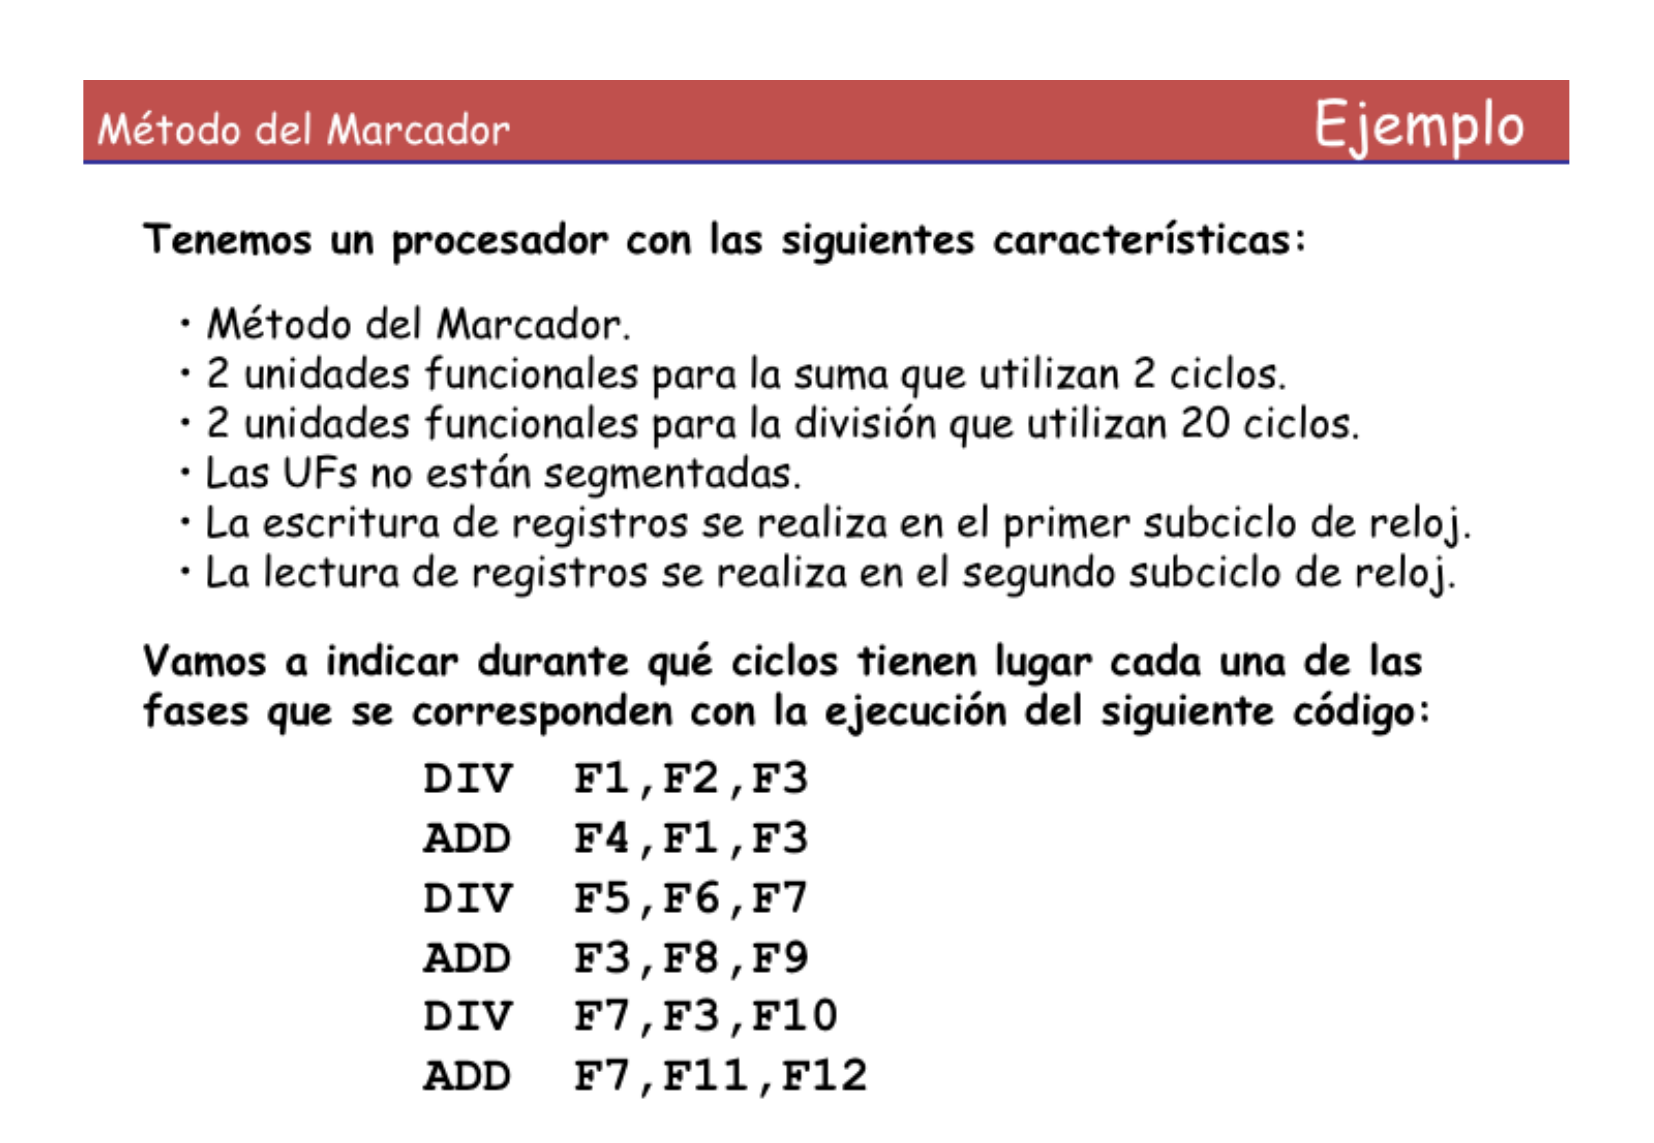 Método del Marcador
Ejemplo
Tenemos un procesador con las siguientes características:
• Método del Marcador.
• 2 unidades funcionales para la suma que utilizan 2 ciclos.
• 2 unidades funcionales para la división que utilizan 20 ciclos.
• Las UFs no están segmentadas.
• La escritura de registros se realiza en el primer subciclo de reloj.
• La lectura de registros se realiza en el segundo subciclo de reloj.
Vamos a indicar durante qué ciclos tienen lugar cada una de las
fases que se corresponden con la ejecución del siguiente código:
DIV F1,F2,F3
ADD F4,F1,F3
DIV F5,F6,F7
ADD F3,F8,F9
DIV F7,F3,F10
ADD F7,F11,F12